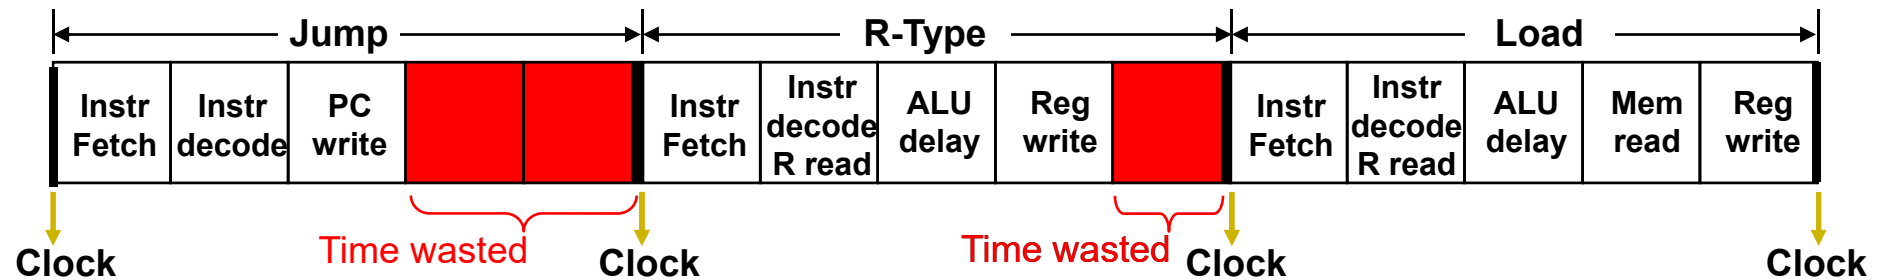 Jump
R-Type
Load
Instr
Fetch
Instr
decode
PC
write
Instr
Fetch
Instr
decode
R read
ALU
delay
Reg
write
Instr
Fetch
Instr
decode
R read
ALU
delay
Mem
read
Reg
write
Clock
Time wasted
Clock
Time wasted
Clock
Clock